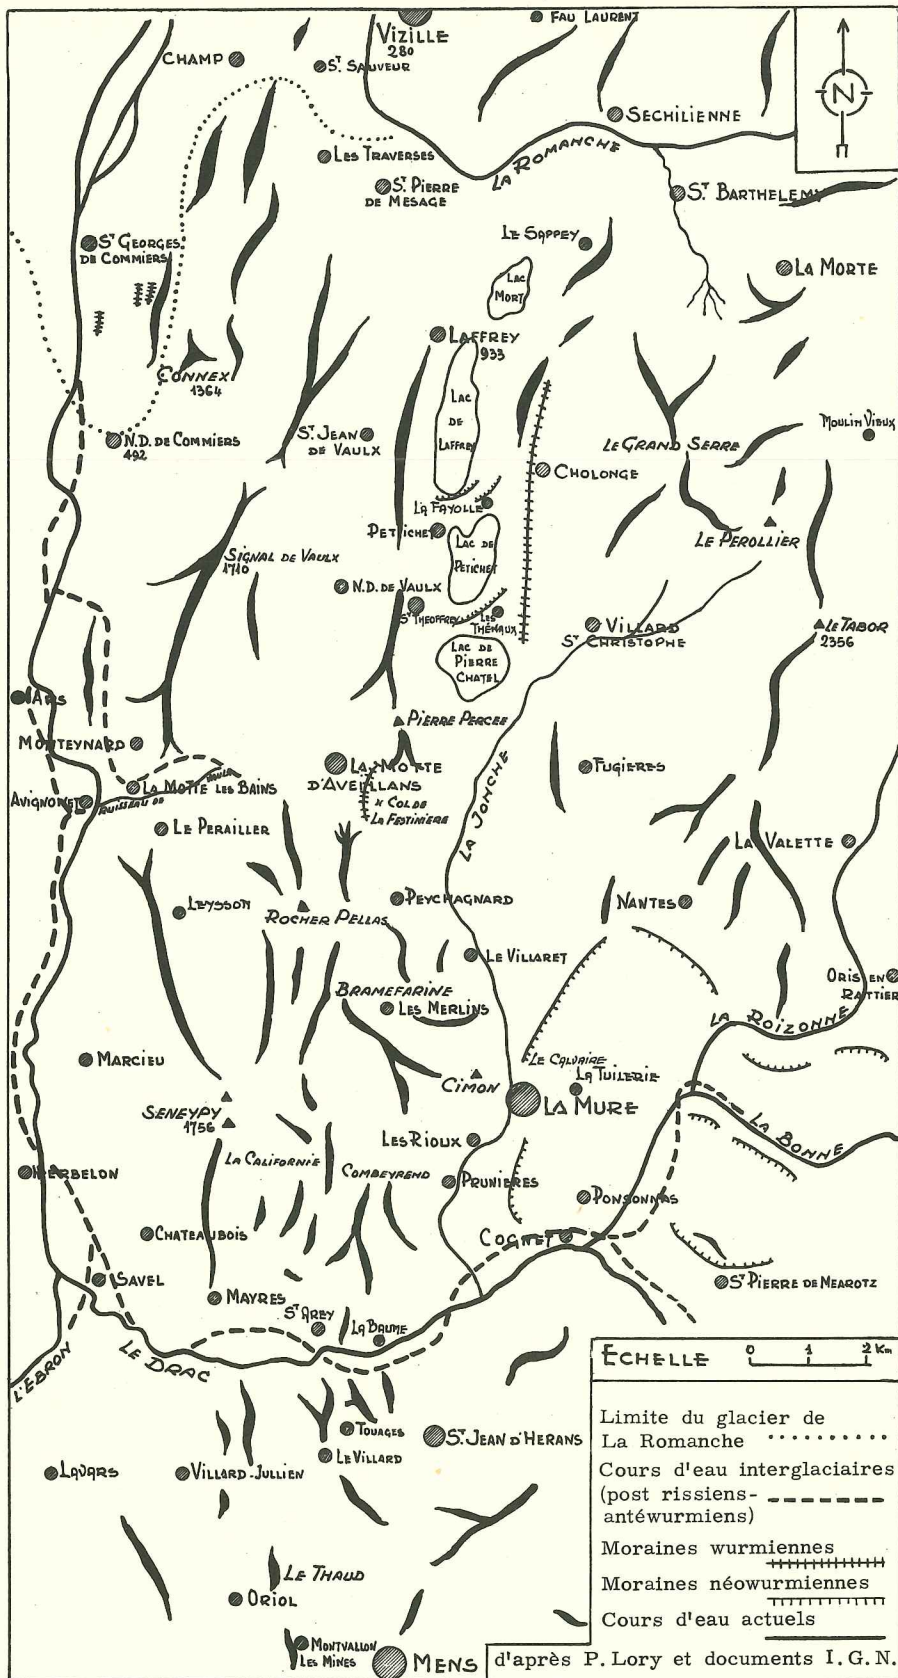 VIZILLE
280
FAU LAURENT
CHAMP
ST. SAUVEUR
N
SECHILIENNE
LES TRAVERSES
LA ROMANCHE
ST. PIERRE
DE MESAGE
ST. BARTHELEMY
ST GEORGES
DE COMMIERS
LE SAPPEY
LA MORTE
LAC
MORT
LAFFREY
933
CONNEX
1364
LAC
DE
LAFFREY
ST. JEAN
DE VAULX
N.D. DE COMMIERS
492
LE GRAND SERRE
MOULIN VIEUX
CHOLONGE
LA FAYOLLE
PETICHET
LE PEROLLIER
LAC DE
PETICHET
SIGNAL DE VAULX
1710
N.D. DE VAULX
ST THEOFFREY
LES
THÉNAUX
VILLARD
ST CHRISTOPHE
LE TABOR
2356
LAC DE
PIERRE
CHATEL
ARS
PIERRE PERCEE
MONTEYNARD
LA MOTTE
D'AVEILLANS
FUGIERES
AVIGNONET
LA MOTTE LES BAINS
RUISSEAU DE VAULX
x COL DE
LA FESTINIERE
LA JONCHE
LE PERAILLER
LA VALETTE
LEYSSON
ROCHER PELLAS
PEYCHAGNARD
NANTES
LE VILLARET
BRAMEFARINE
LES MERLINS
ORIS EN
RATTIER
LA ROIZONNE
MARCIEU
LE CALVAIRE
CIMON
LA TUILERIE
LA MURE
SENEYPY
1756
LA BONNE
LES RIOUX
LA CALIFORNIE
COMBEYREND
HERBELON
PRUNIERES
PONSONNAS
CHATEAUBOIS
COGNET
SAVEL
MAYRES
ST. PIERRE DE MEAROTZ
ST AREY
LA BAUME
L'EBRON
LE DRAC
ECHELLE 0 1 2 Km
TOUAGES
ST. JEAN D'HERANS
LE VILLARD
LAVARS
VILLARD-JULLIEN
Limite du glacier de
La Romanche
Cours d'eau interglaciaires
(post rissiens-
antéwurmiens)
Moraines wurmiennes
Moraines néowurmiennes
Cours d'eau actuels
LE THAUD
ORIOL
MONTVALLON
LES MINES
MENS
d'après P. Lory et documents I.G.N.